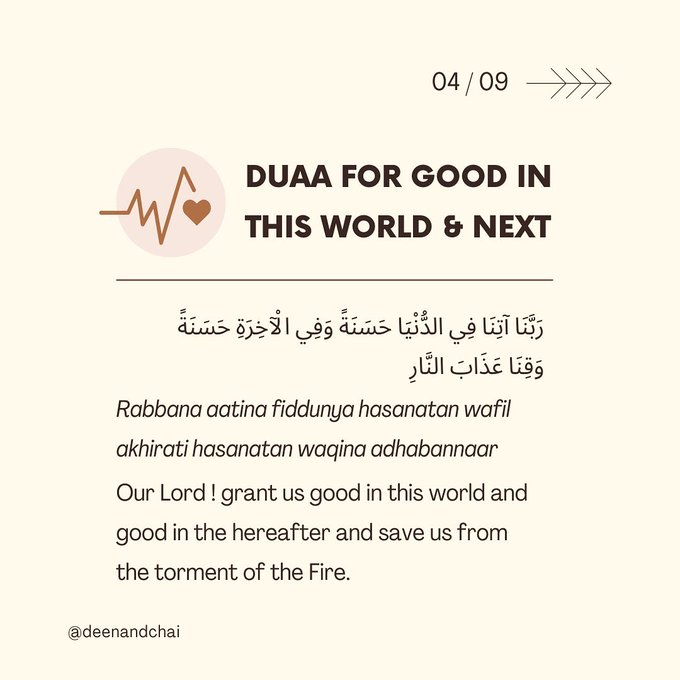 04 / 09
DUAA FOR GOOD IN
THIS WORLD & NEXT
رَبَّنَا آتِنَا فِي الدُّنْيَا حَسَنَةً وَفِي الْآخِرَةِ حَسَنَةً
وَقِنَا عَذَابَ النَّارِ
Rabbana aatina fiddunya hasanatan wafil
akhirati hasanatan waqina adhabannaar
Our Lord ! grant us good in this world and
good in the hereafter and save us from
the torment of the Fire.
@deenandchai